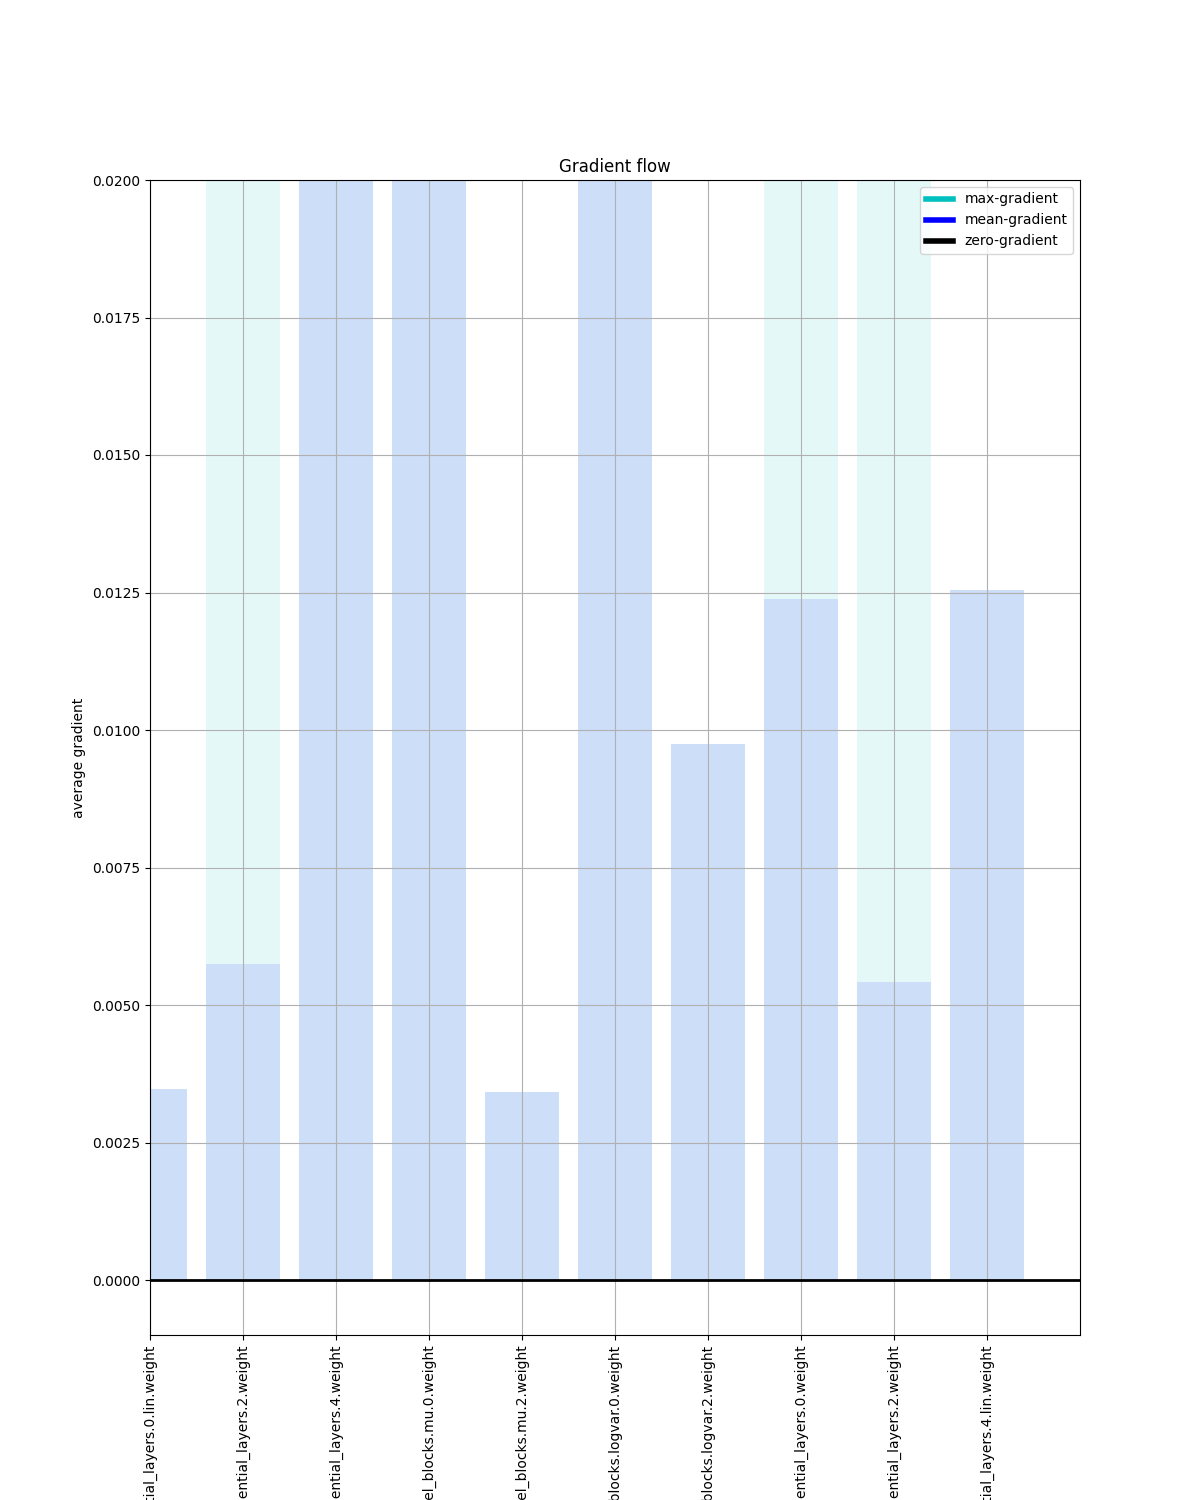 Gradient flow
max-gradient
mean-gradient
zero-gradient
average gradient
0.0200
0.0175
0.0150
0.0125
0.0100
0.0075
0.0050
0.0025
0.0000
tial_layers.0.lin.weight
ential_layers.2.weight
ential_layers.4.weight
el_blocks.mu.0.weight
el_blocks.mu.2.weight
blocks.logvar.0.weight
blocks.logvar.2.weight
ential_layers.0.weight
ential_layers.2.weight
tial_layers.4.lin.weight